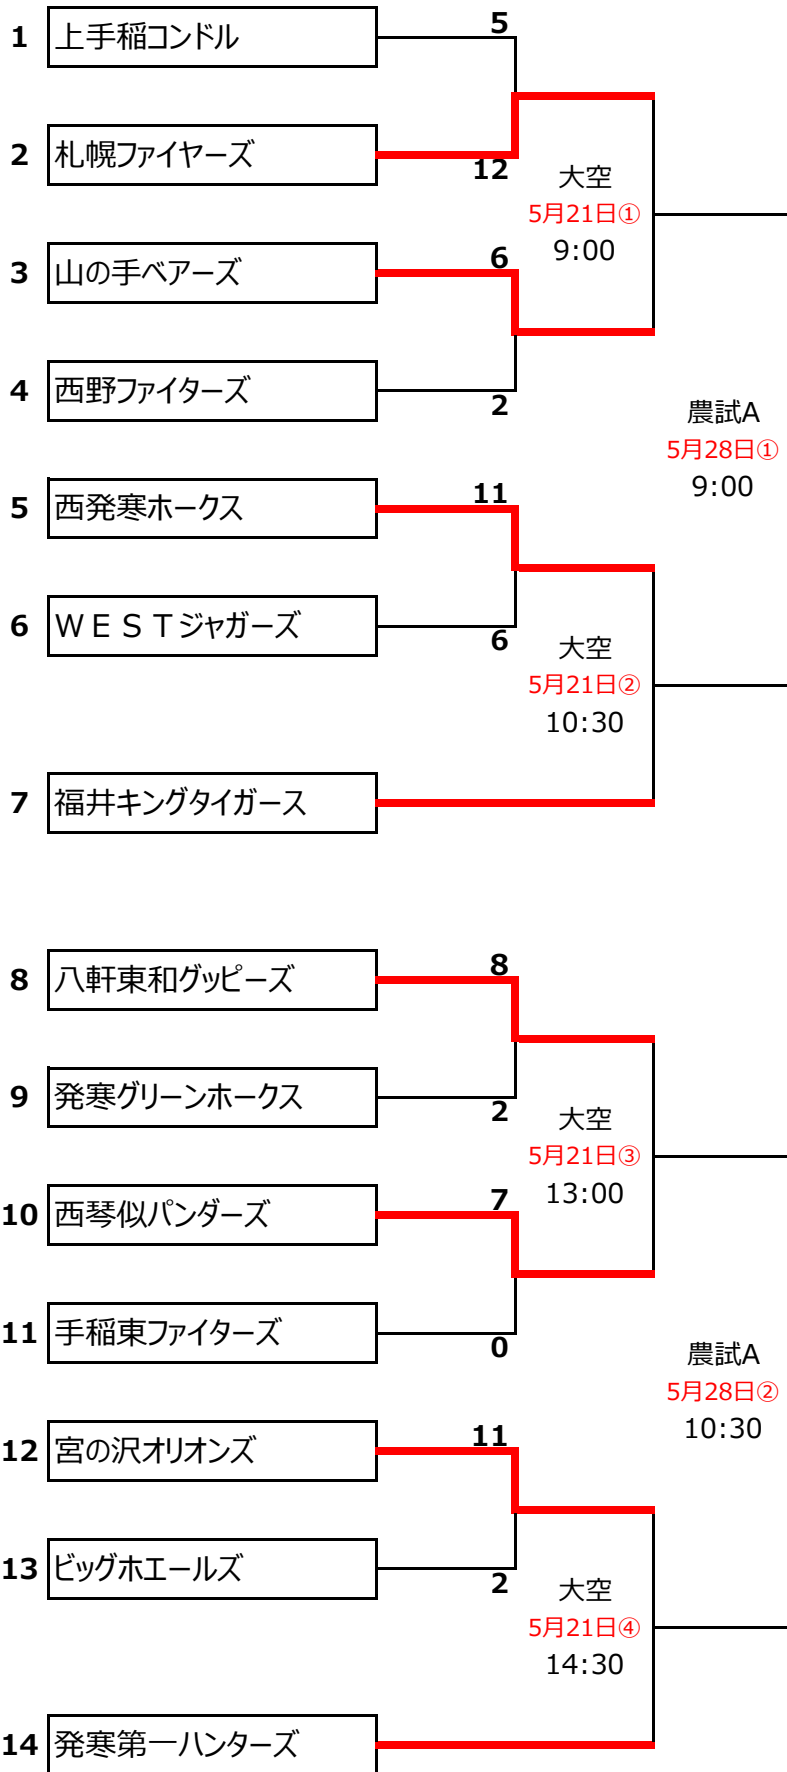 5
1 上手稲コンドル
2 札幌ファイヤーズ
12
大空
5月21日①
9:00
6
3 山の手ベアーズ
4 西野ファイターズ
2
農試A
5月28日①
9:00
11
5 西発寒ホークス
6 ＷＥＳＴジャガーズ
6
大空
5月21日②
10:30
7 福井キングタイガース
8
8 八軒東和グッピーズ
9 発寒グリーンホークス
2
大空
5月21日③
13:00
7
10 西琴似パンダーズ
11 手稲東ファイターズ
0
農試A
5月28日②
10:30
11
12 宮の沢オリオンズ
13 ビッグホエールズ
2
大空
5月21日④
14:30
14 発寒第一ハンターズ